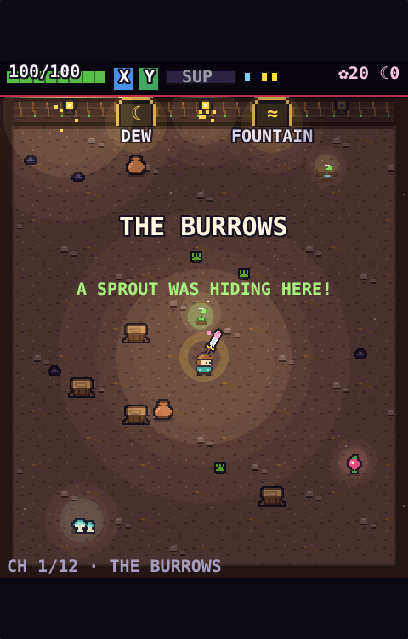 100/100 X Y SUP ✿20 ☾0
DEW FOUNTAIN
THE BURROWS
A SPROUT WAS HIDING HERE!
CH 1/12 · THE BURROWS